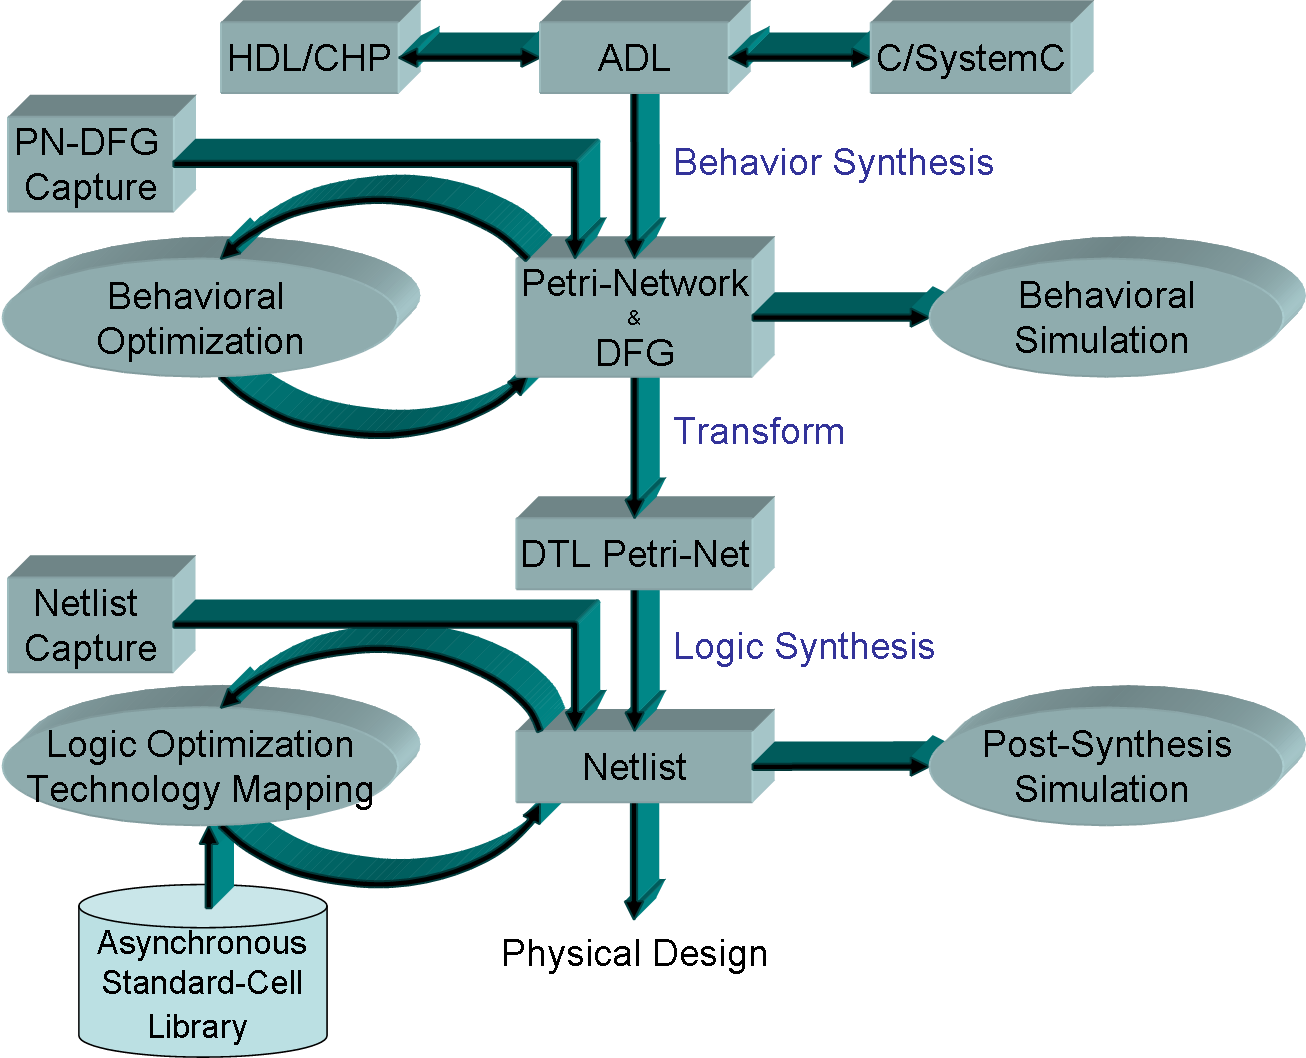 HDL/CHP
ADL
C/SystemC
PN-DFG
Capture
Behavior Synthesis
Behavioral
Optimization
Petri-Network
&
DFG
Behavioral
Simulation
Transform
DTL Petri-Net
Netlist
Capture
Logic Synthesis
Logic Optimization
Technology Mapping
Netlist
Post-Synthesis
Simulation
Asynchronous
Standard-Cell
Library
Physical Design